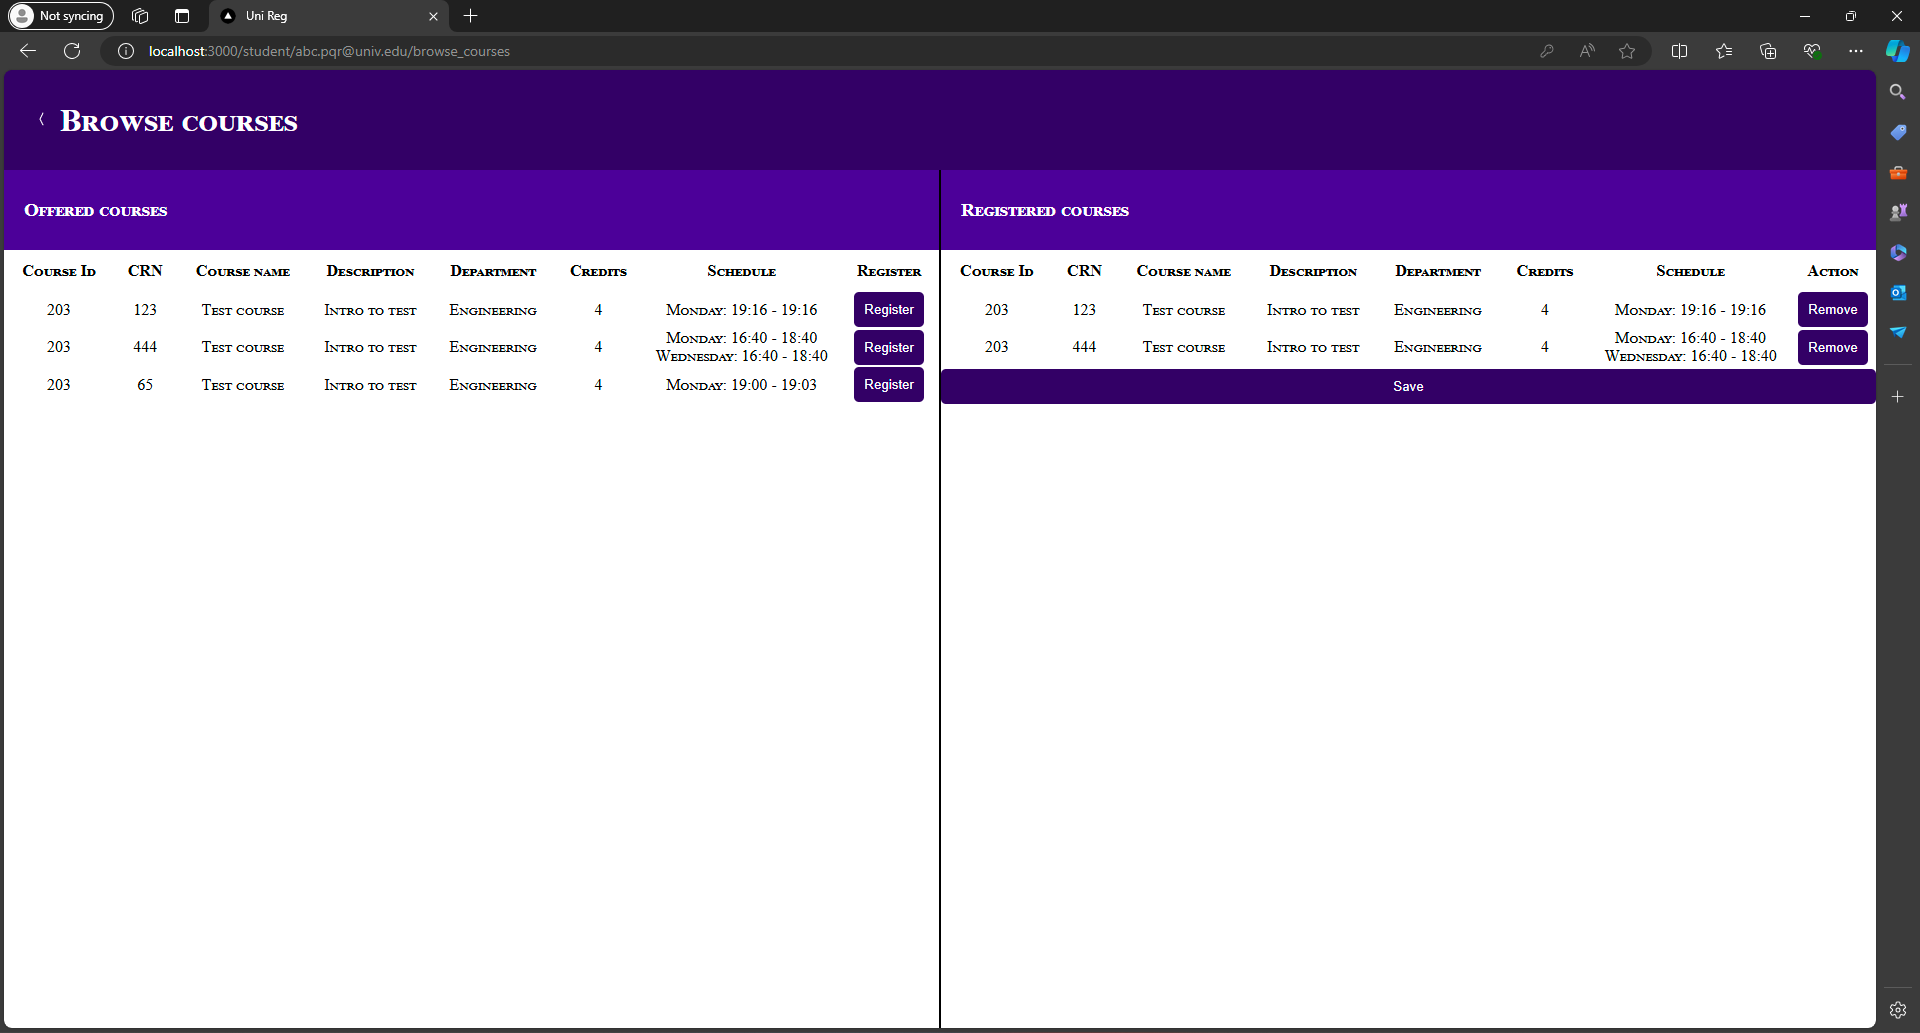 Not syncing
Uni Reg
localhost:3000/student/abc.pqr@univ.edu/browse_courses
Browse courses
Offered courses
Course Id CRN Course name Description Department Credits Schedule Register
203 123 Test course Intro to test Engineering 4 Monday: 19:16 - 19:16 Register
203 444 Test course Intro to test Engineering 4 Monday: 16:40 - 18:40
Wednesday: 16:40 - 18:40 Register
203 65 Test course Intro to test Engineering 4 Monday: 19:00 - 19:03 Register
Registered courses
Course Id CRN Course name Description Department Credits Schedule Action
203 123 Test course Intro to test Engineering 4 Monday: 19:16 - 19:16 Remove
203 444 Test course Intro to test Engineering 4 Monday: 16:40 - 18:40
Wednesday: 16:40 - 18:40 Remove
Save